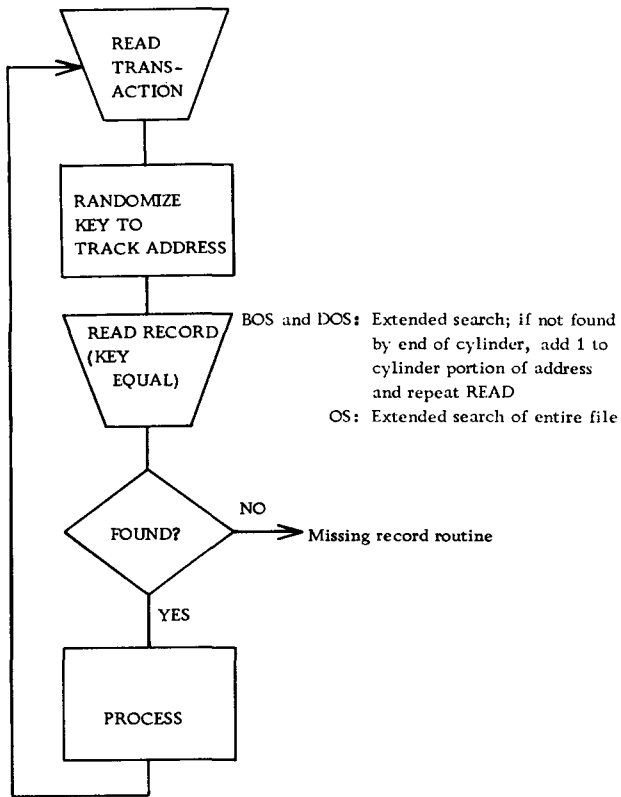 READ
TRANS-
ACTION
RANDOMIZE
KEY TO
TRACK ADDRESS
READ RECORD
(KEY
EQUAL)
BOS and DOS: Extended search; if not found
by end of cylinder, add 1 to
cylinder portion of address
and repeat READ
OS: Extended search of entire file
FOUND?
NO
Missing record routine
YES
PROCESS